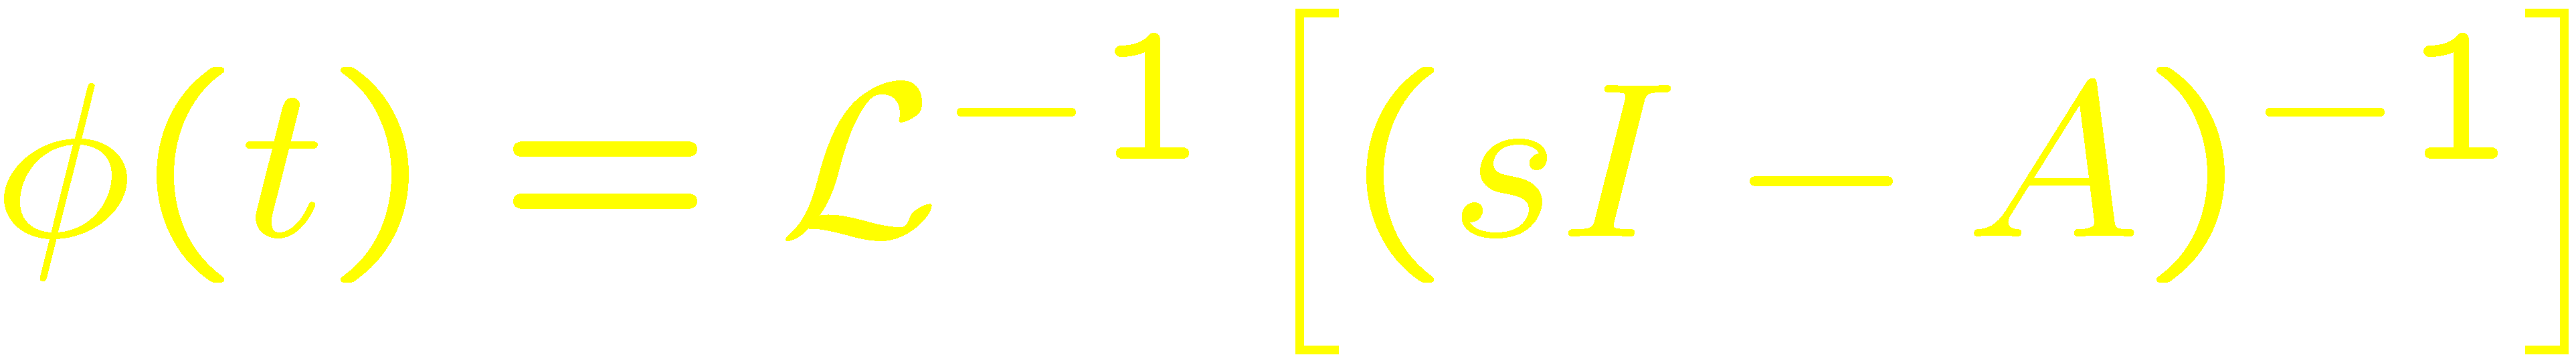 ϕ(t) = ℒ⁻¹ [(sI − A)⁻¹]